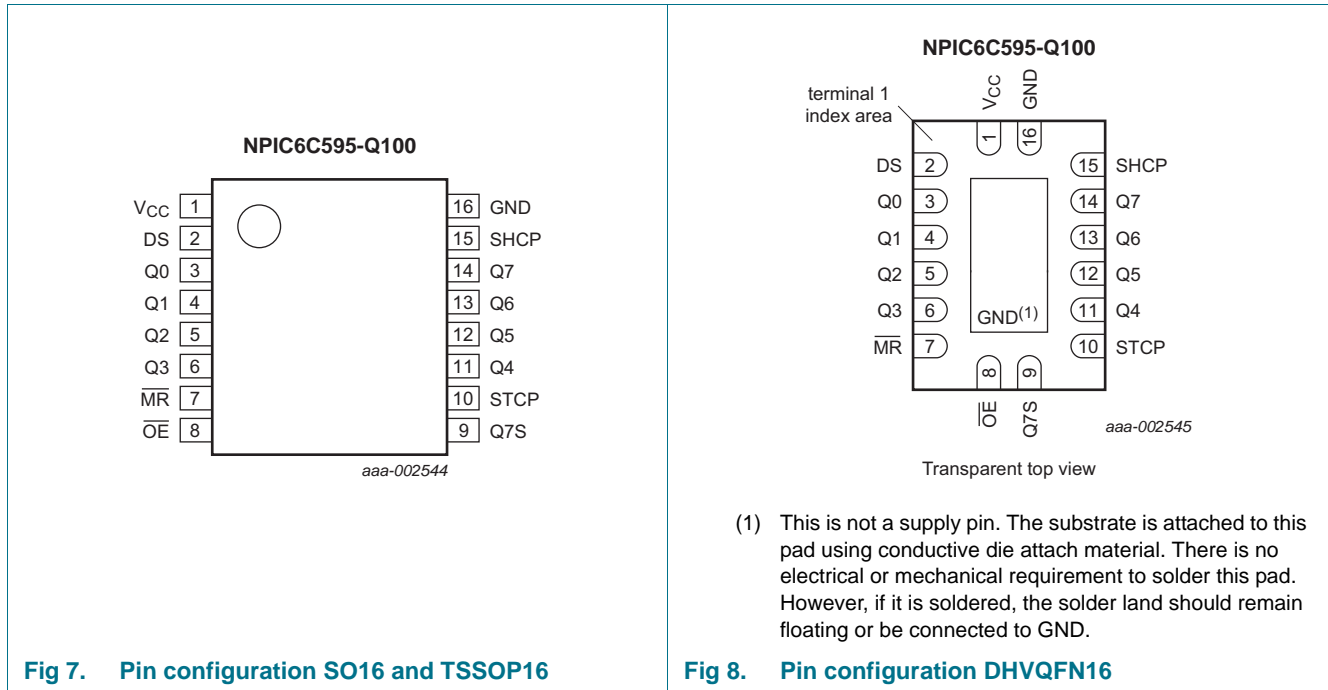 NPIC6C595-Q100
VCC 1 16 GND
DS 2 15 SHCP
Q0 3 14 Q7
Q1 4 13 Q6
Q2 5 12 Q5
Q3 6 11 Q4
MR 7 10 STCP
OE 8 9 Q7S
aaa-002544
Fig 7. Pin configuration SO16 and TSSOP16
NPIC6C595-Q100
terminal 1
index area
VCC GND
1 16
DS 2 15 SHCP
Q0 3 14 Q7
Q1 4 13 Q6
Q2 5 12 Q5
Q3 6 11 Q4
GND(1)
MR 7 10 STCP
8 9
OE Q7S
aaa-002545
Transparent top view
(1) This is not a supply pin. The substrate is attached to this
pad using conductive die attach material. There is no
electrical or mechanical requirement to solder this pad.
However, if it is soldered, the solder land should remain
floating or be connected to GND.
Fig 8. Pin configuration DHVQFN16